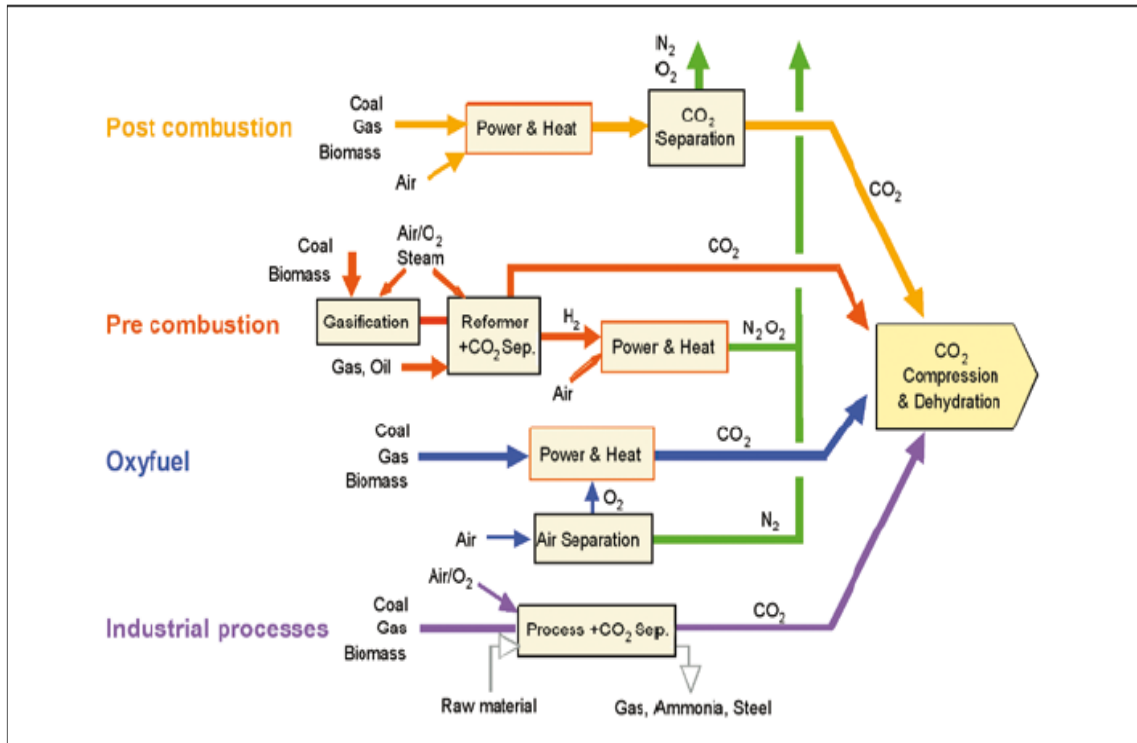 N₂
O₂
Coal
Gas
Biomass
Post combustion
Power & Heat
CO₂
Separation
Air
CO₂
Air/O₂
Steam
Coal
Biomass
CO₂
Pre combustion
Gasification
Reformer
+CO₂ Sep.
H₂
Power & Heat
N₂ O₂
Gas, Oil
Air
CO₂
Compression
& Dehydration
Coal
Gas
Biomass
Oxyfuel
Power & Heat
CO₂
O₂
Air
Air Separation
N₂
Air/O₂
Coal
Gas
Biomass
Industrial processes
Process +CO₂ Sep.
CO₂
Raw material
Gas, Ammonia, Steel